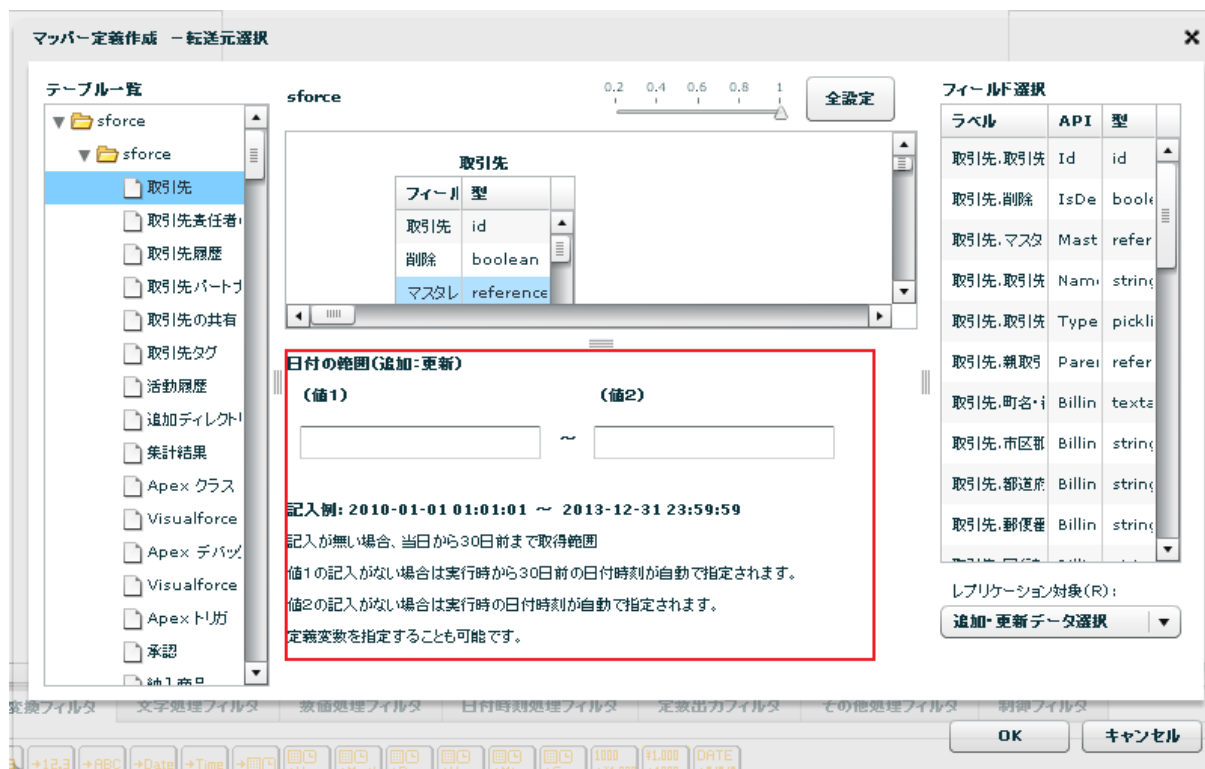 マッパー定義作成 －転送元選択
テーブル一覧
sforce
sforce
取引先
取引先責任者
取引先履歴
取引先パートナ
取引先の共有
取引先タグ
活動履歴
追加ディレクトリ
集計結果
Apex クラス
Visualforce
Apex デバッグ
Visualforce
Apex トリガ
承認
納入商品
sforce
0.2 0.4 0.6 0.8 1
全設定
取引先
フィール 型
取引先 id
削除 boolean
マスタレ reference
日付の範囲(追加:更新)
(値1) (値2)
～
記入例: 2010-01-01 01:01:01 ～ 2013-12-31 23:59:59
記入が無い場合、当日から30日前まで取得範囲
値1の記入がない場合は実行時から30日前の日付時刻が自動で指定されます。
値2の記入がない場合は実行時の日付時刻が自動で指定されます。
定義変数を指定することも可能です。
フィールド選択
ラベル API 型
取引先.取引先 Id id
取引先.削除 IsDe boole
取引先.マスタ Mast refer
取引先.取引先 Nam string
取引先.取引先 Type pickli
取引先.親取引 Parei refer
取引先.町名・ Billin texta
取引先.市区郡 Billin string
取引先.都道府 Billin string
取引先.郵便番 Billin string
レプリケーション対象(R):
追加・更新データ選択
変換フィルタ 文字処理フィルタ 数値処理フィルタ 日付時刻処理フィルタ 定数出力フィルタ その他処理フィルタ 制御フィルタ
OK キャンセル
→12.3 →ABC →Date →Time 1000 ¥1,000 DATE